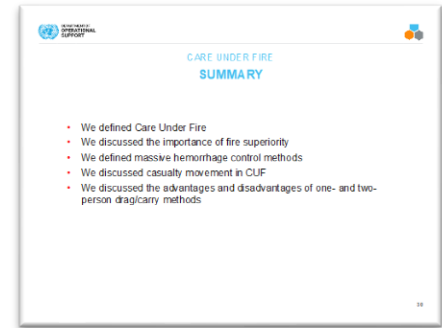 DEPARTMENT OF
OPERATIONAL
SUPPORT
CARE UNDER FIRE
SUMMARY
• We defined Care Under Fire
• We discussed the importance of fire superiority
• We defined massive hemorrhage control methods
• We discussed casualty movement in CUF
• We discussed the advantages and disadvantages of one- and two-
person drag/carry methods